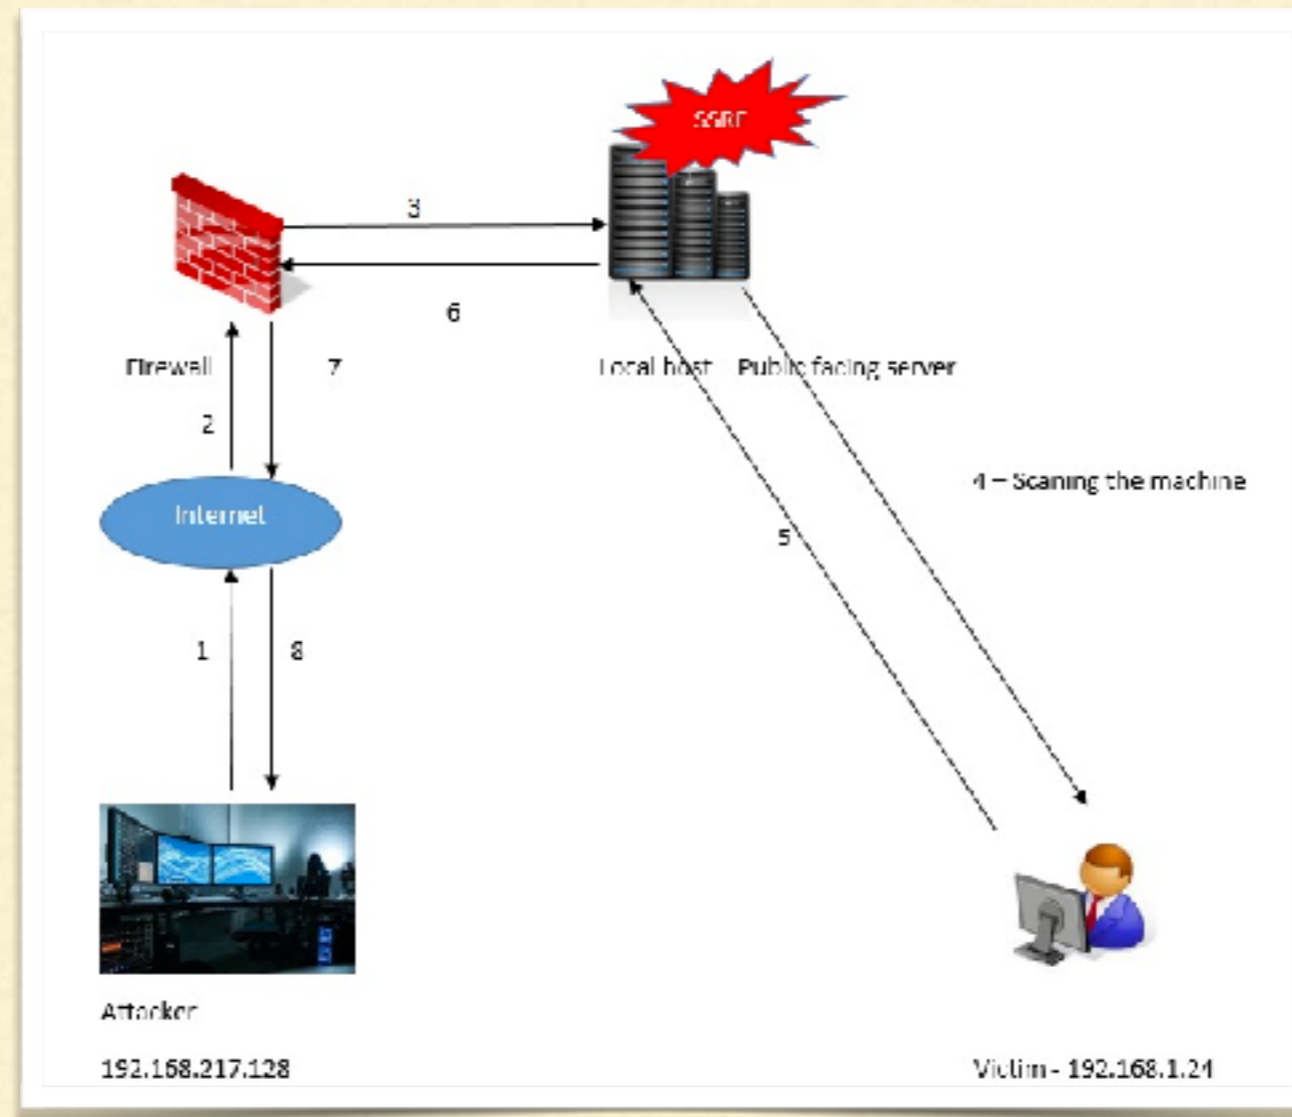 SSRF
3
6
Firewall
7
Local host
Public facing server
2
4 – Scaning the machine
Internet
5
1
8
Attacker
192.168.217.128
Victim - 192.168.1.24